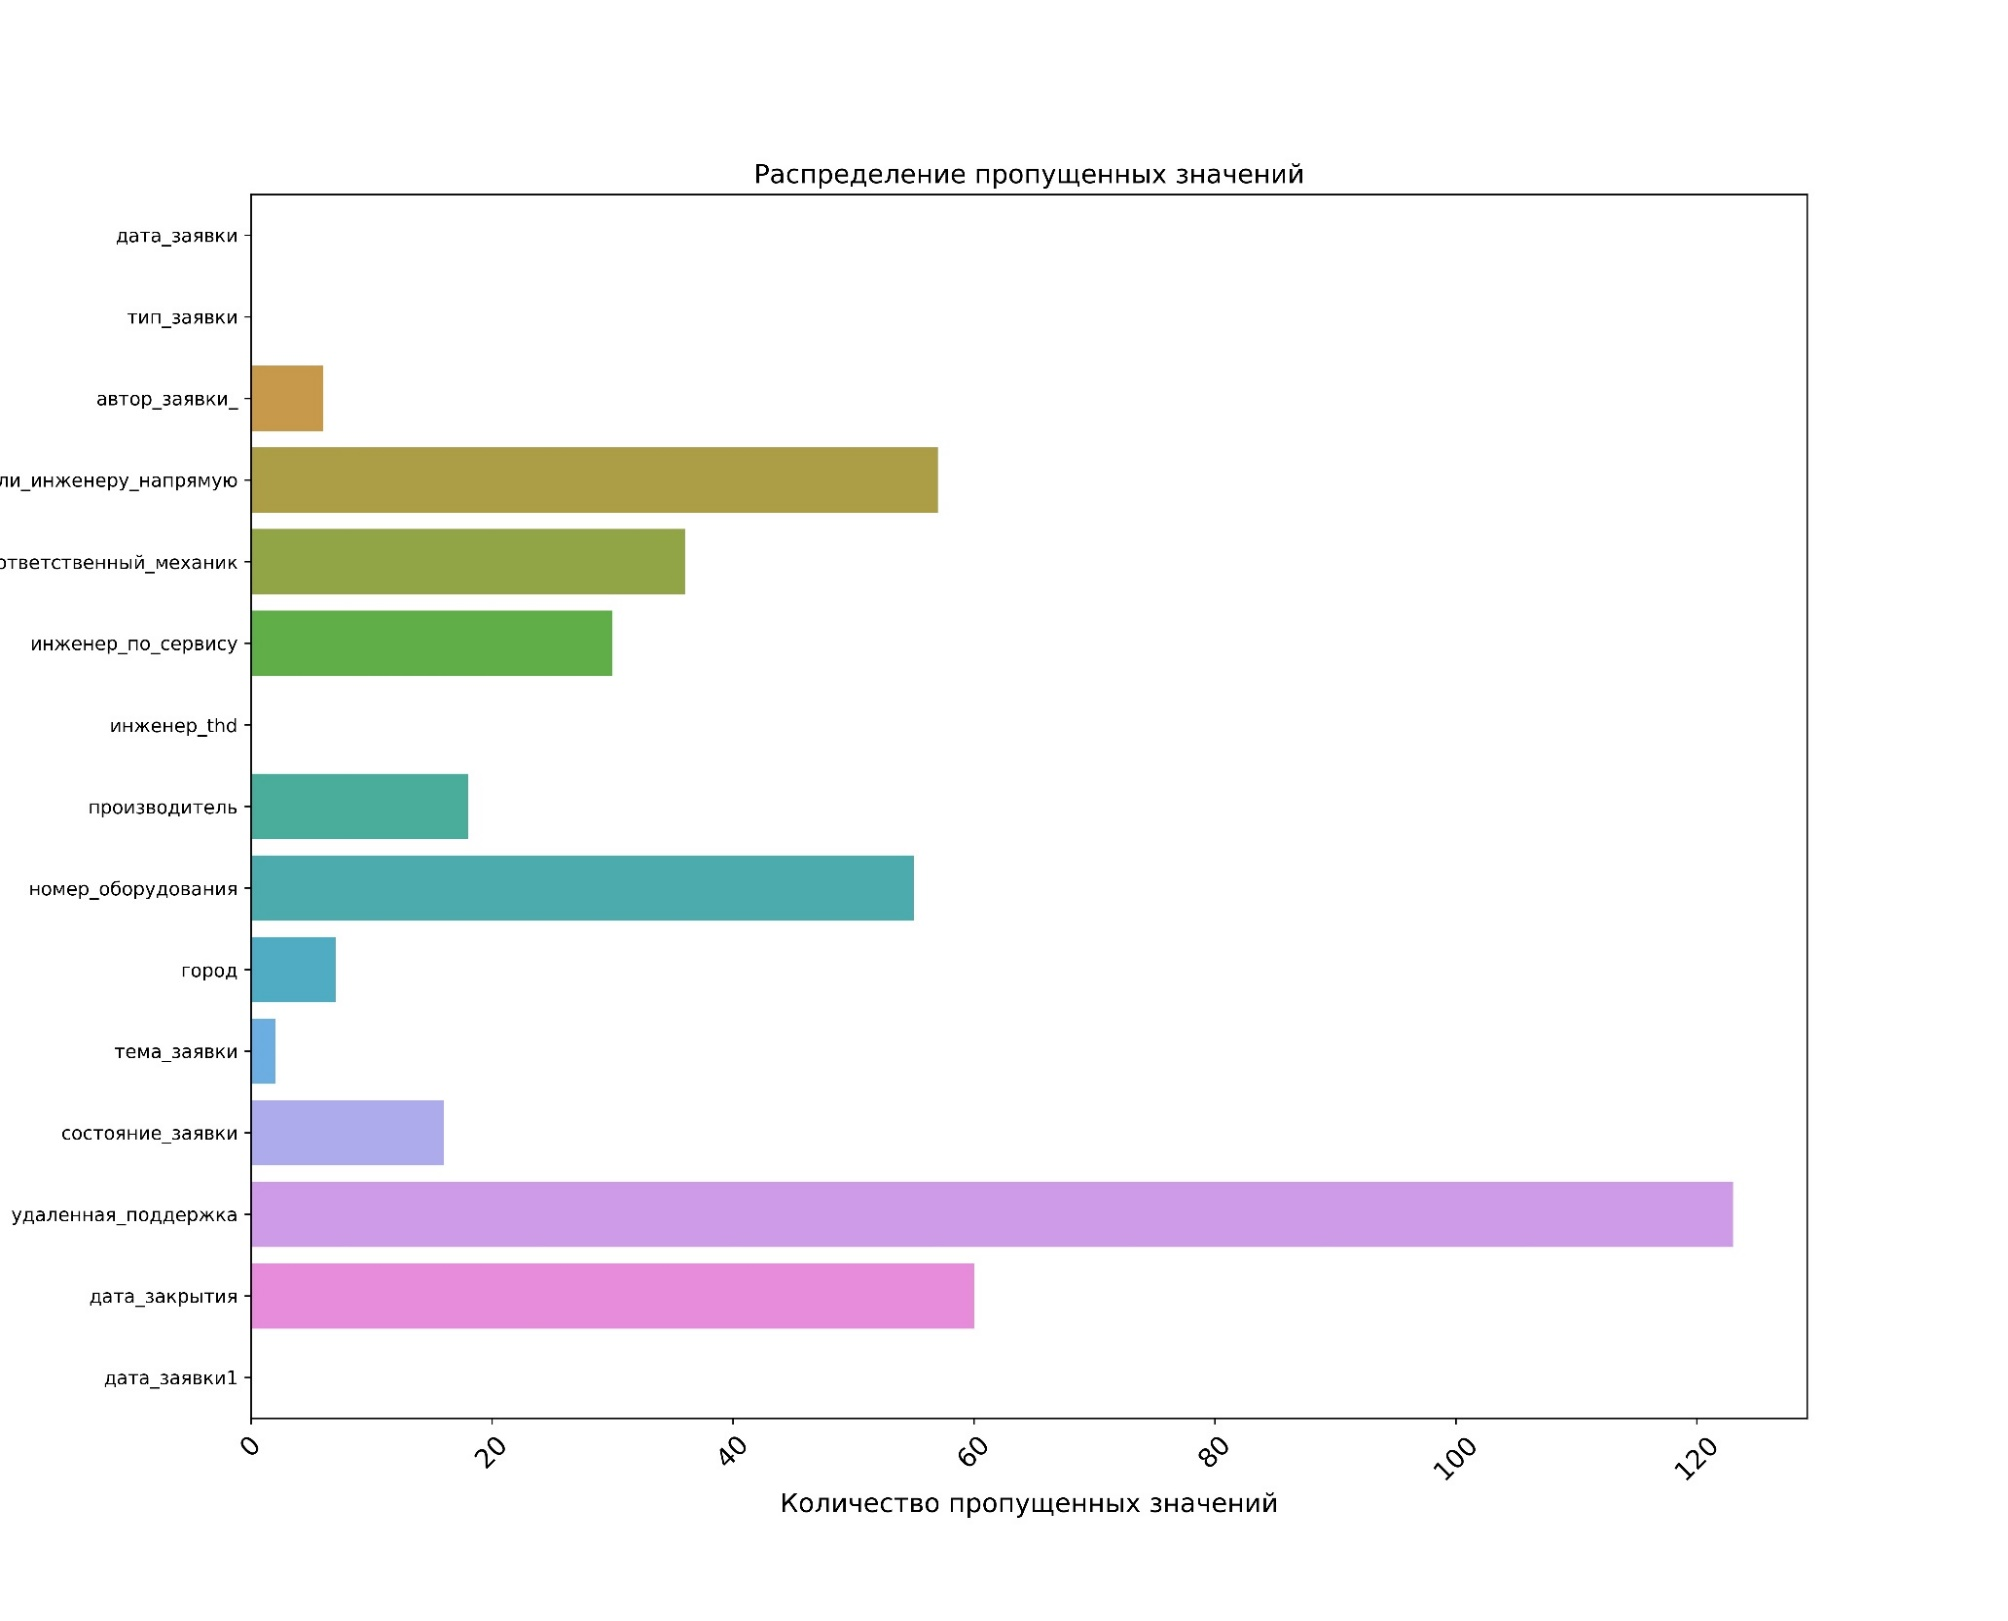 Распределение пропущенных значений
дата_заявки
тип_заявки
автор_заявки_
ли_инженеру_напрямую
ответственный_механик
инженер_по_сервису
инженер_thd
производитель
номер_оборудования
город
тема_заявки
состояние_заявки
удаленная_поддержка
дата_закрытия
дата_заявки1
0 20 40 60 80 100 120
Количество пропущенных значений